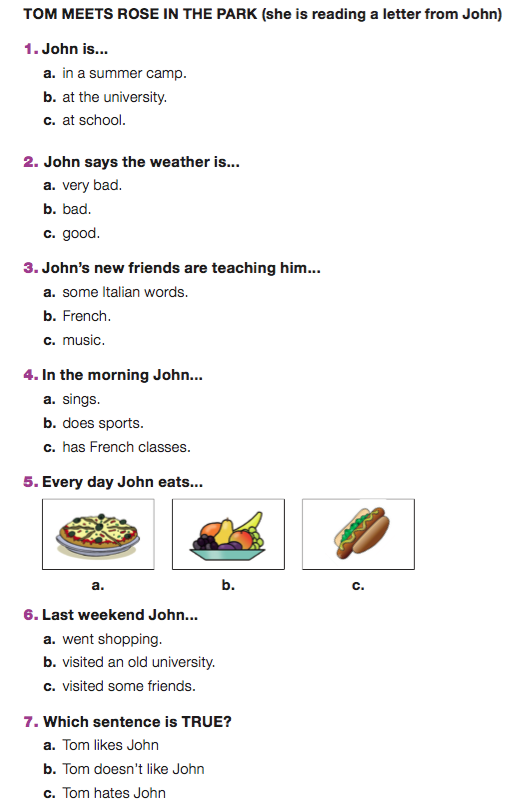 TOM MEETS ROSE IN THE PARK (she is reading a letter from John)
1. John is...
a. in a summer camp.
b. at the university.
c. at school.
2. John says the weather is...
a. very bad.
b. bad.
c. good.
3. John's new friends are teaching him...
a. some Italian words.
b. French.
c. music.
4. In the morning John...
a. sings.
b. does sports.
c. has French classes.
5. Every day John eats...
a. b. c.
6. Last weekend John...
a. went shopping.
b. visited an old university.
c. visited some friends.
7. Which sentence is TRUE?
a. Tom likes John
b. Tom doesn't like John
c. Tom hates John